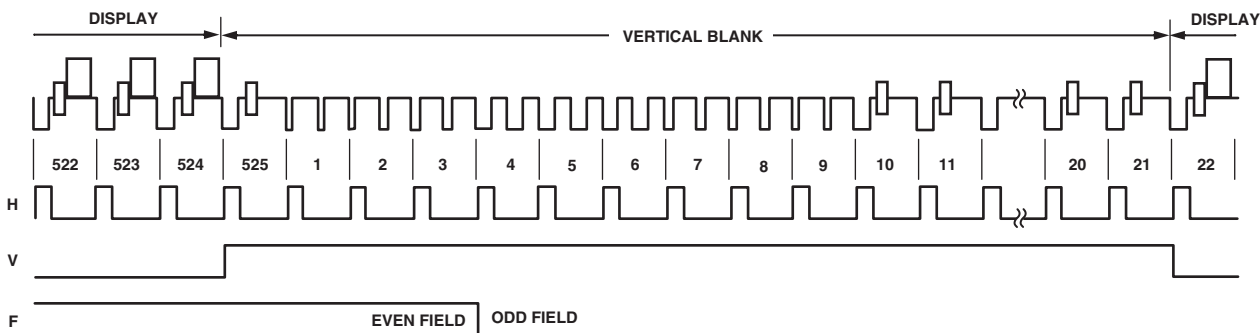 DISPLAY DISPLAY
VERTICAL BLANK
522 523 524 525 1 2 3 4 5 6 7 8 9 10 11 20 21 22
H
V
F EVEN FIELD ODD FIELD